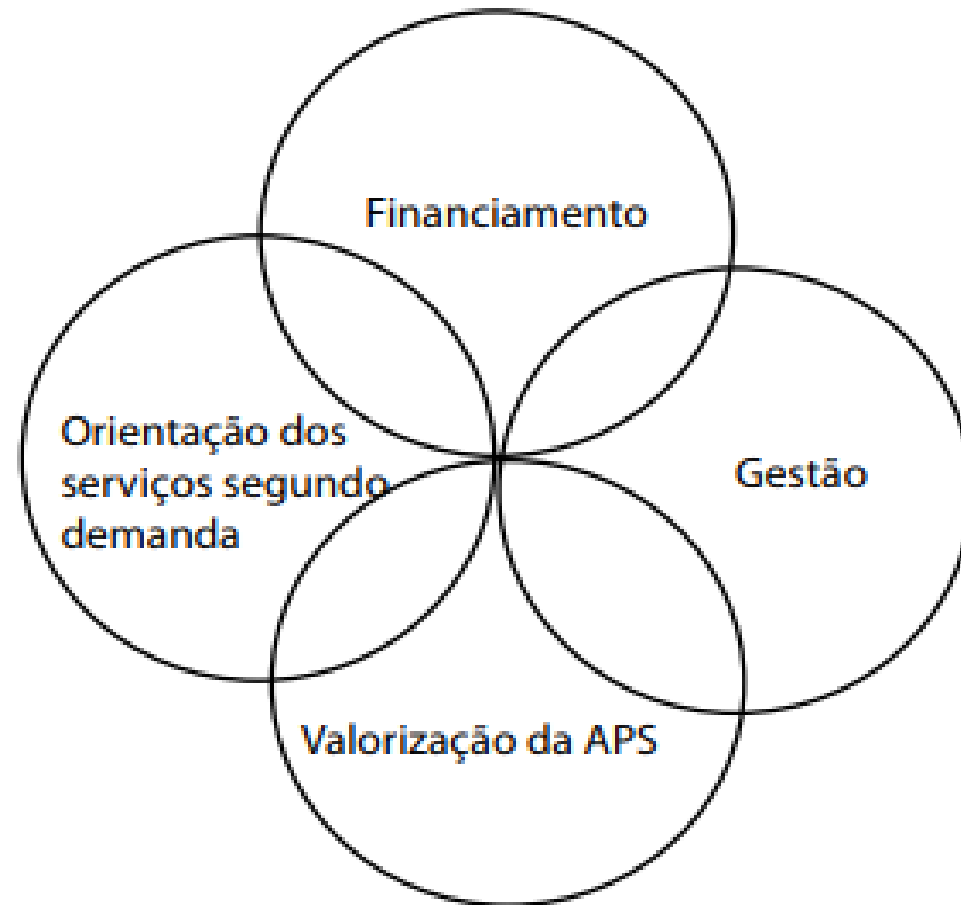 Financiamento
Orientação dos
serviços segundo
demanda
Gestão
Valorização da APS